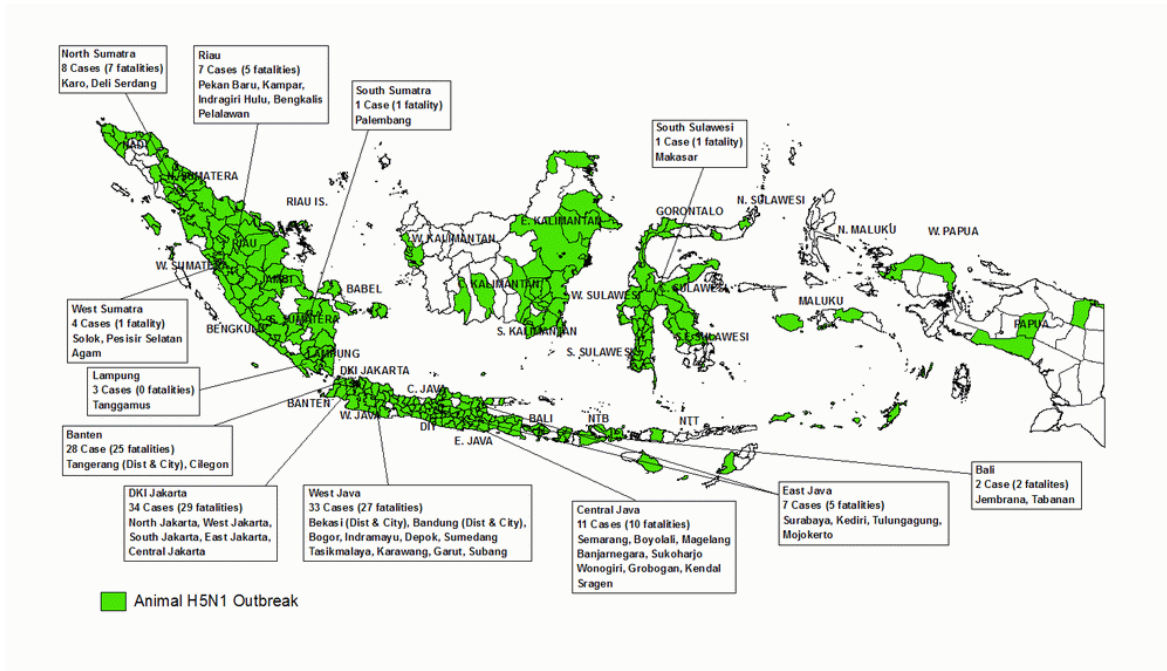 North Sumatra
8 Cases (7 fatalities)
Karo, Deli Serdang
Riau
7 Cases (5 fatalities)
Pekan Baru, Kampar,
Indragiri Hulu, Bengkalis
Pelalawan
South Sumatra
1 Case (1 fatality)
Palembang
South Sulawesi
1 Case (1 fatality)
Makasar
NAD
N. SUMATERA
RIAU IS.
RIAU
W. SUMATERA
JAMBI
BABEL
S. SUMATERA
BENGKULU
LAMPUNG
W. KALIMANTAN
E. KALIMANTAN
C. KALIMANTAN
S. KALIMANTAN
GORONTALO
N. SULAWESI
W. SULAWESI
C. SULAWESI
S.E. SULAWESI
S. SULAWESI
N. MALUKU
W. PAPUA
MALUKU
PAPUA
DKI JAKARTA
BANTEN
W. JAVA
C. JAVA
DIY
E. JAVA
BALI
NTB
NTT
West Sumatra
4 Cases (1 fatality)
Solok, Pesisir Selatan
Agam
Lampung
3 Cases (0 fatalities)
Tanggamus
Banten
28 Case (25 fatalities)
Tangerang (Dist & City), Cilegon
DKI Jakarta
34 Cases (29 fatalities)
North Jakarta, West Jakarta,
South Jakarta, East Jakarta,
Central Jakarta
West Java
33 Cases (27 fatalities)
Bekasi (Dist & City), Bandung (Dist & City),
Bogor, Indramayu, Depok, Sumedang
Tasikmalaya, Karawang, Garut, Subang
Central Java
11 Cases (10 fatalities)
Semarang, Boyolali, Magelang
Banjarnegara, Sukoharjo
Wonogiri, Grobogan, Kendal
Sragen
East Java
7 Cases (5 fatalities)
Surabaya, Kediri, Tulungagung,
Mojokerto
Bali
2 Case (2 fatalites)
Jembrana, Tabanan
Animal H5N1 Outbreak